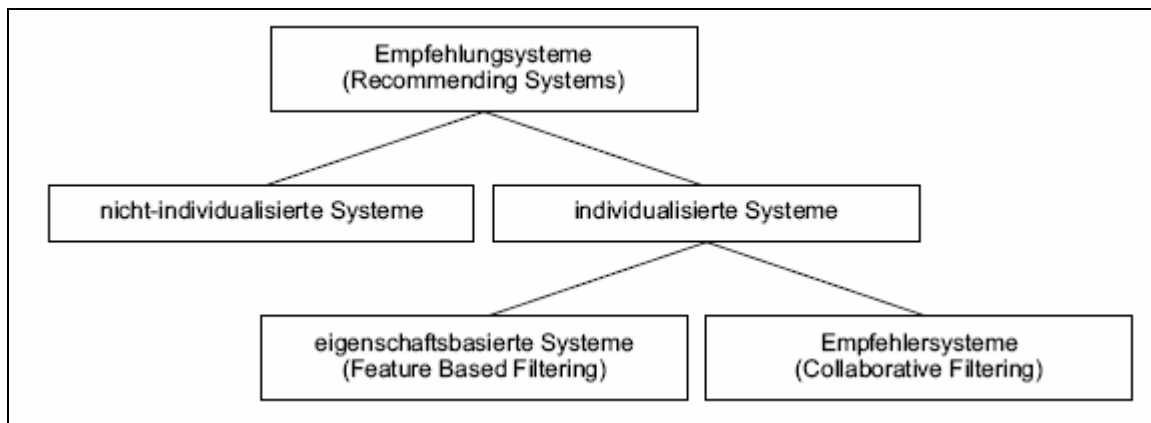 Empfehlungsysteme
(Recommending Systems)
nicht-individualisierte Systeme
individualisierte Systeme
eigenschaftsbasierte Systeme
(Feature Based Filtering)
Empfehlersysteme
(Collaborative Filtering)